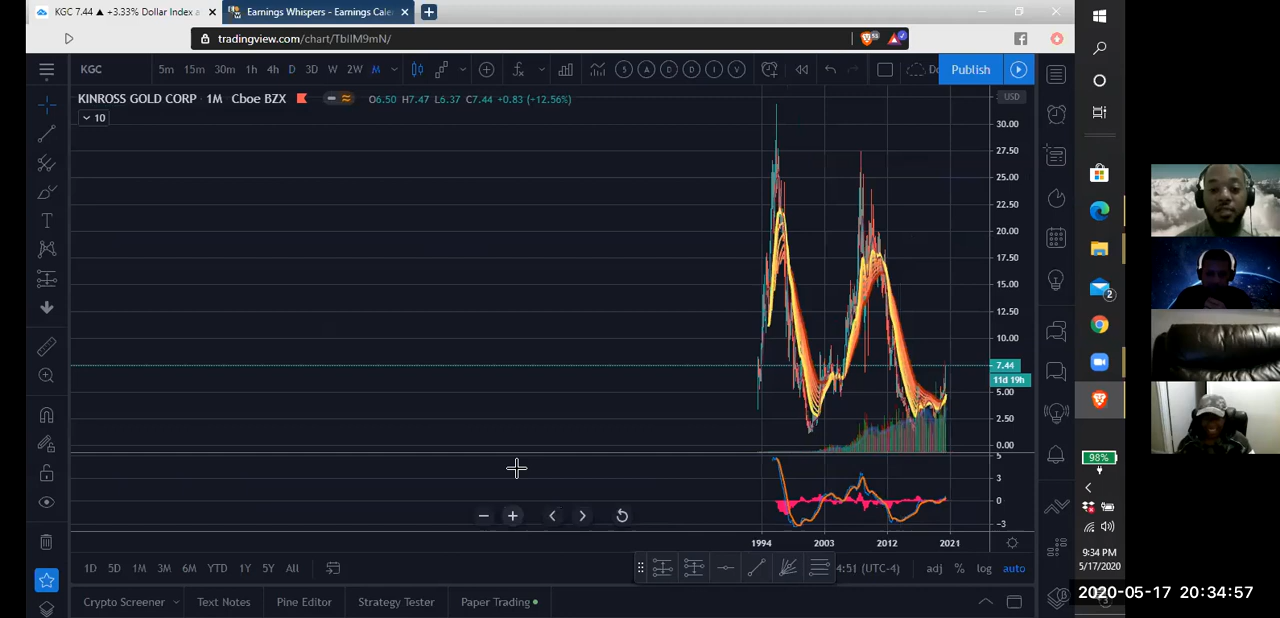 KGC 7.44 ▲ +3.33% Dollar Index a
Earnings Whispers - Earnings Caler
tradingview.com/chart/TbiIM9mN/
KGC 5m 15m 30m 1h 4h D 3D W 2W M
Publish
KINROSS GOLD CORP · 1M · Cboe BZX
O6.50 H7.47 L6.37 C7.44 +0.83 (+12.56%)
10
USD
30.00
27.50
25.00
22.50
20.00
17.50
15.00
12.50
10.00
7.44
11d 19h
5.00
2.50
0.00
5
3
0
−3
1994 2003 2012 2021
1D 5D 1M 3M 6M YTD 1Y 5Y All
4:51 (UTC-4) adj % log auto
Crypto Screener Text Notes Pine Editor Strategy Tester Paper Trading
2
98%
9:34 PM
5/17/2020
2020-05-17 20:34:57